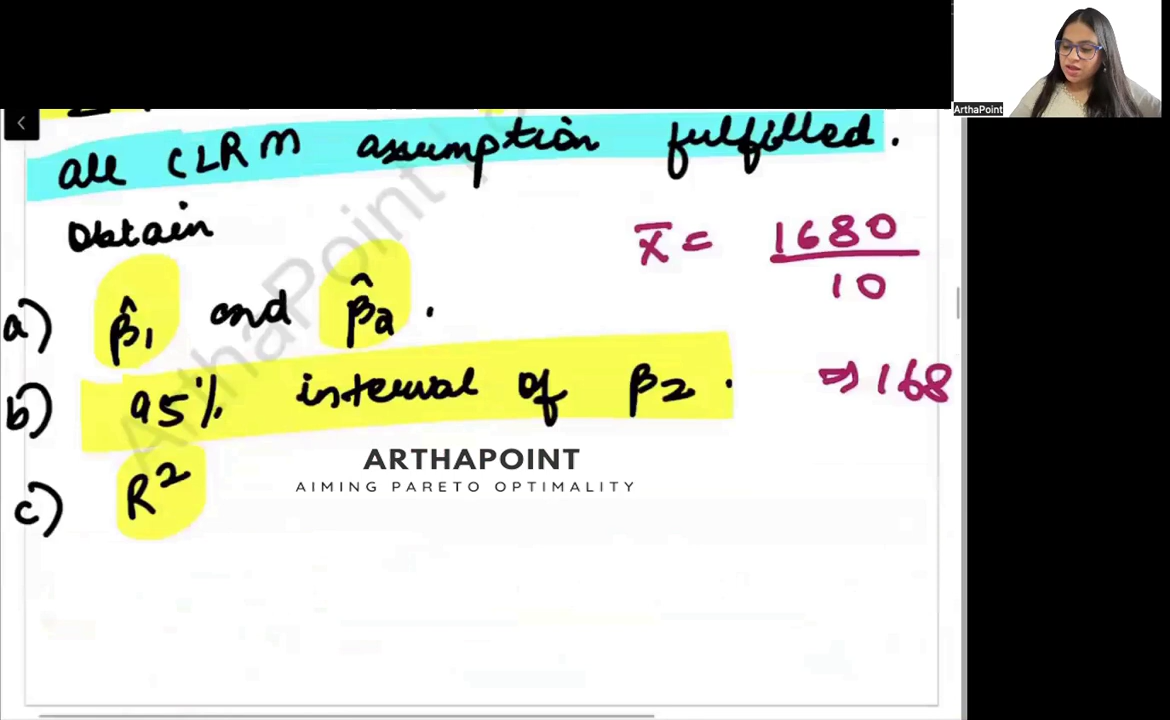 ArthaPoint
all CLRM assumption fulfilled.
Obtain
x̄ = 1680/10
a) β̂1 and β̂2.
⇒ 168
b) 95% interval of β2.
ARTHAPOINT
AIMING PARETO OPTIMALITY
c) R²
ArthaPoint